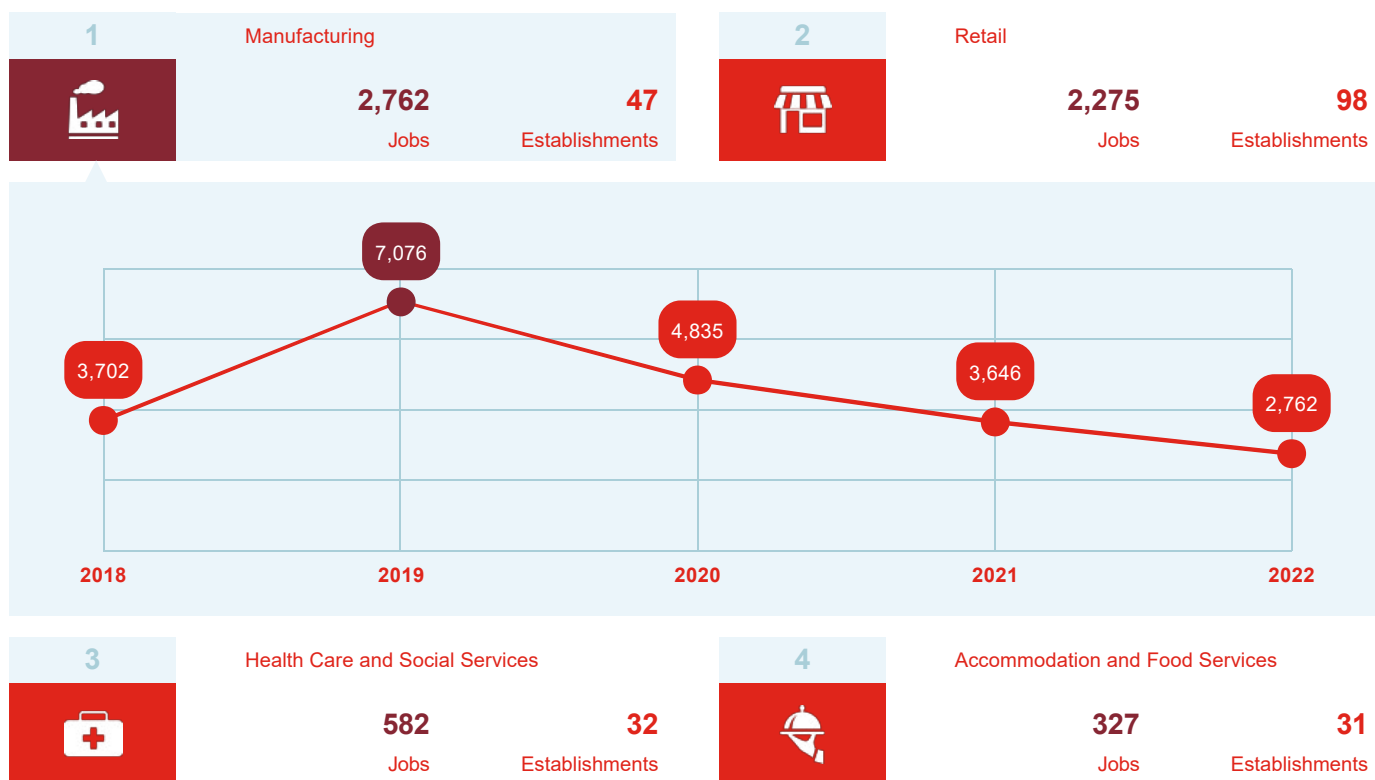 1
Manufacturing
2,762
47
Jobs
Establishments
2
Retail
2,275
98
Jobs
Establishments
7,076
4,835
3,702
3,646
2,762
2018
2019
2020
2021
2022
3
Health Care and Social Services
582
32
Jobs
Establishments
4
Accommodation and Food Services
327
31
Jobs
Establishments